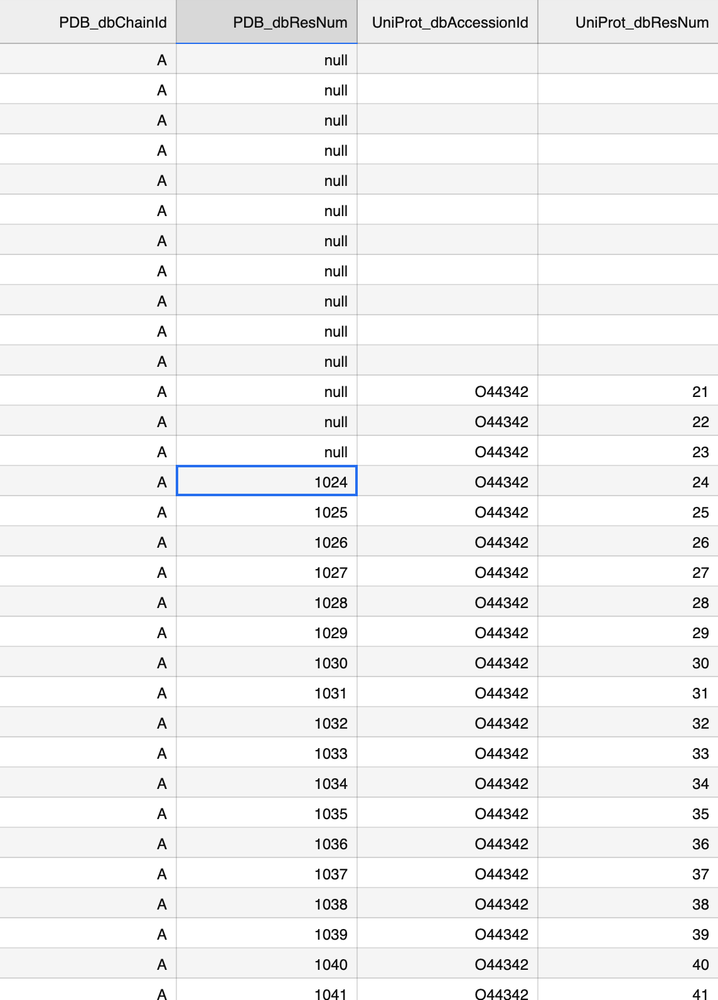 PDB_dbChainId PDB_dbResNum UniProt_dbAccessionId UniProt_dbResNum
A null
A null
A null
A null
A null
A null
A null
A null
A null
A null
A null
A null O44342 21
A null O44342 22
A null O44342 23
A 1024 O44342 24
A 1025 O44342 25
A 1026 O44342 26
A 1027 O44342 27
A 1028 O44342 28
A 1029 O44342 29
A 1030 O44342 30
A 1031 O44342 31
A 1032 O44342 32
A 1033 O44342 33
A 1034 O44342 34
A 1035 O44342 35
A 1036 O44342 36
A 1037 O44342 37
A 1038 O44342 38
A 1039 O44342 39
A 1040 O44342 40
A 1041 O44342 41